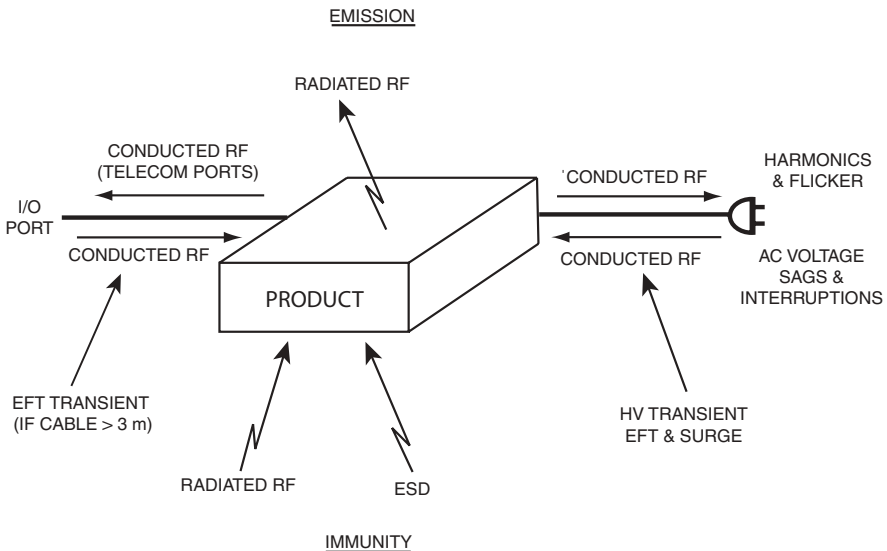 EMISSION
RADIATED RF
CONDUCTED RF
(TELECOM PORTS)
CONDUCTED RF
HARMONICS
& FLICKER
I/O
PORT
CONDUCTED RF
CONDUCTED RF
AC VOLTAGE
SAGS &
INTERRUPTIONS
PRODUCT
EFT TRANSIENT
(IF CABLE > 3 m)
HV TRANSIENT
EFT & SURGE
RADIATED RF
ESD
IMMUNITY